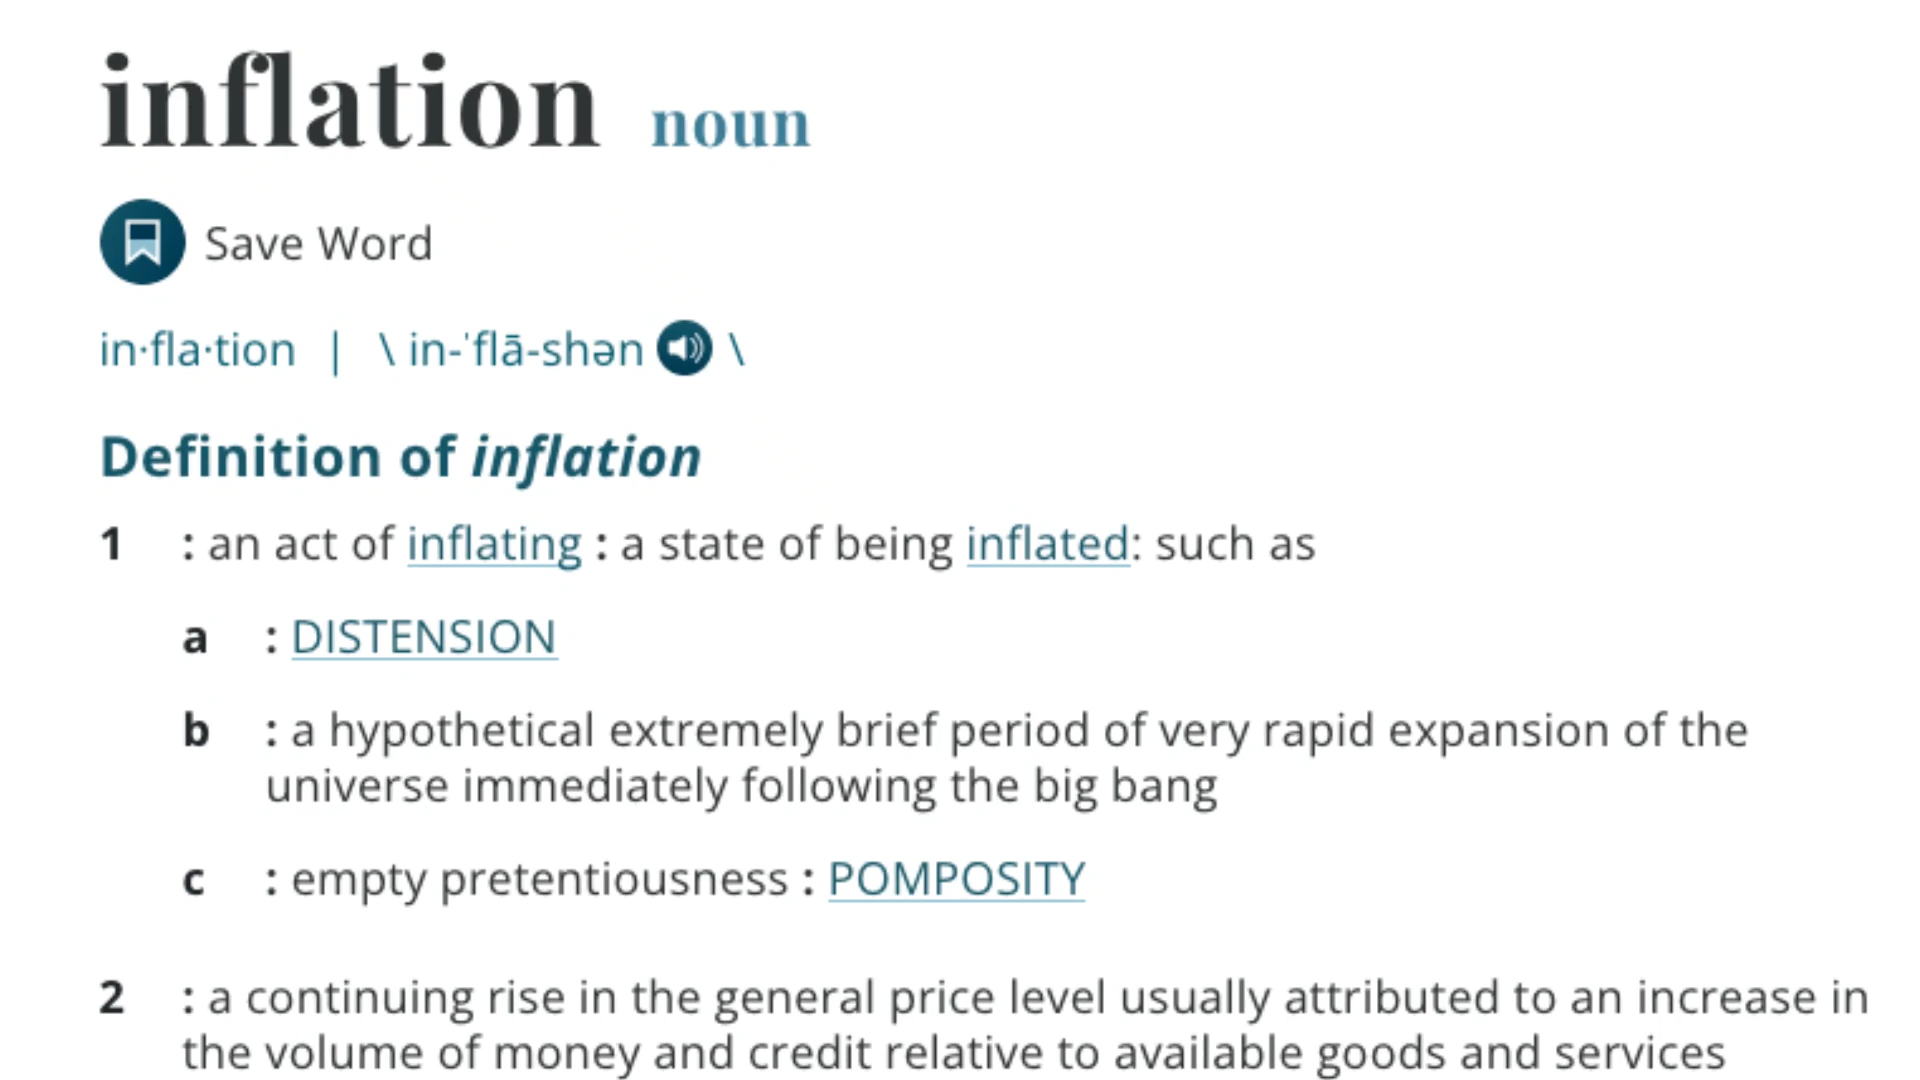 inflation noun
Save Word
in·fla·tion | \ in-ˈflā-shən \
Definition of inflation
1 : an act of inflating : a state of being inflated: such as
a : DISTENSION
b : a hypothetical extremely brief period of very rapid expansion of the
universe immediately following the big bang
c : empty pretentiousness : POMPOSITY
2 : a continuing rise in the general price level usually attributed to an increase in
the volume of money and credit relative to available goods and services